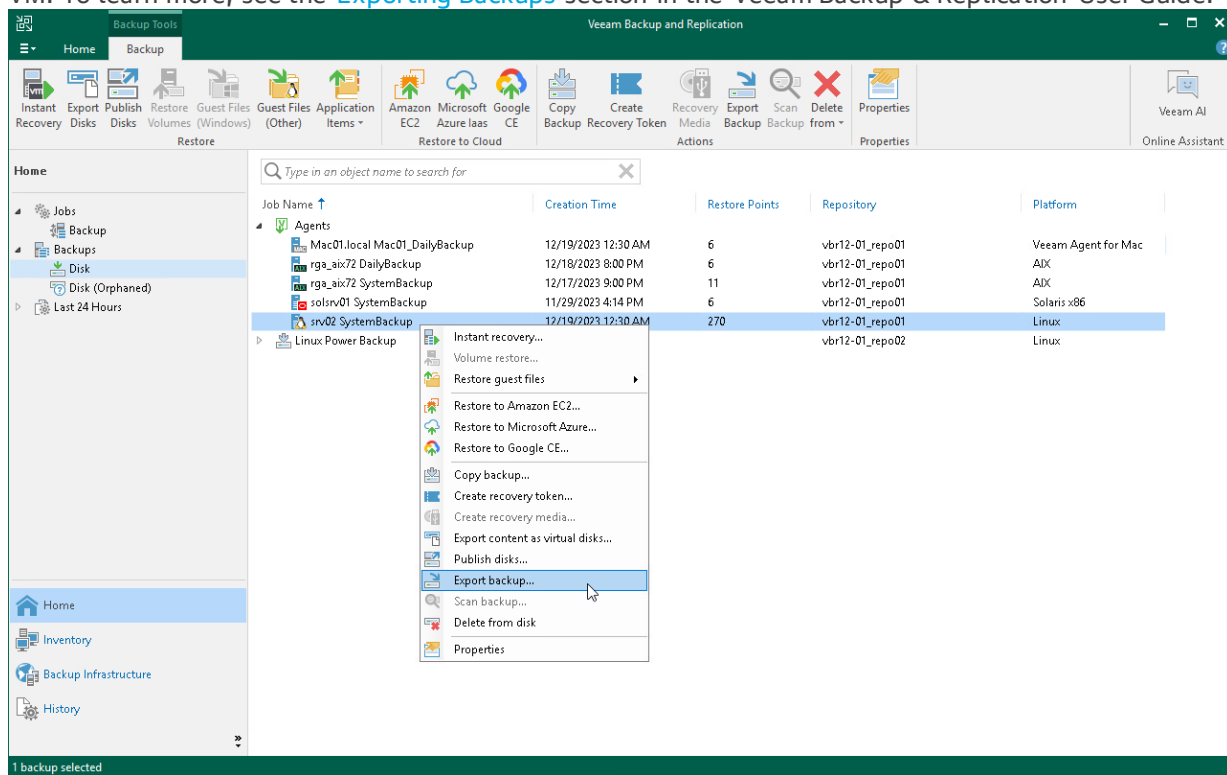 VM. To learn more, see the Exporting Backups section in the Veeam Backup & Replication User Guide.
Backup Tools
Veeam Backup and Replication
Home Backup
Instant Recovery
Export Disks
Publish Disks
Restore Volumes
Guest Files (Windows)
Guest Files (Other)
Application Items
Amazon EC2
Microsoft Azure Iaas
Google CE
Copy Backup
Create Recovery Token
Recovery Media
Export Backup
Scan Backup
Delete from
Properties
Veeam AI
Restore
Restore to Cloud
Actions
Properties
Online Assistant
Home
Jobs
Backup
Backups
Disk
Disk (Orphaned)
Last 24 Hours
Type in an object name to search for
Job Name Creation Time Restore Points Repository Platform
Agents
Mac01.local Mac01_DailyBackup 12/19/2023 12:30 AM 6 vbr12-01_repo01 Veeam Agent for Mac
rga_aix72 DailyBackup 12/18/2023 8:00 PM 6 vbr12-01_repo01 AIX
rga_aix72 SystemBackup 12/17/2023 9:00 PM 11 vbr12-01_repo01 AIX
solsrv01 SystemBackup 11/29/2023 4:14 PM 6 vbr12-01_repo01 Solaris x86
srv02 SystemBackup 12/19/2023 12:30 AM 270 vbr12-01_repo01 Linux
Linux Power Backup vbr12-01_repo02 Linux
Instant recovery...
Volume restore...
Restore guest files
Restore to Amazon EC2...
Restore to Microsoft Azure...
Restore to Google CE...
Copy backup...
Create recovery token...
Create recovery media...
Export content as virtual disks...
Publish disks...
Export backup...
Scan backup...
Delete from disk
Properties
Home
Inventory
Backup Infrastructure
History
1 backup selected